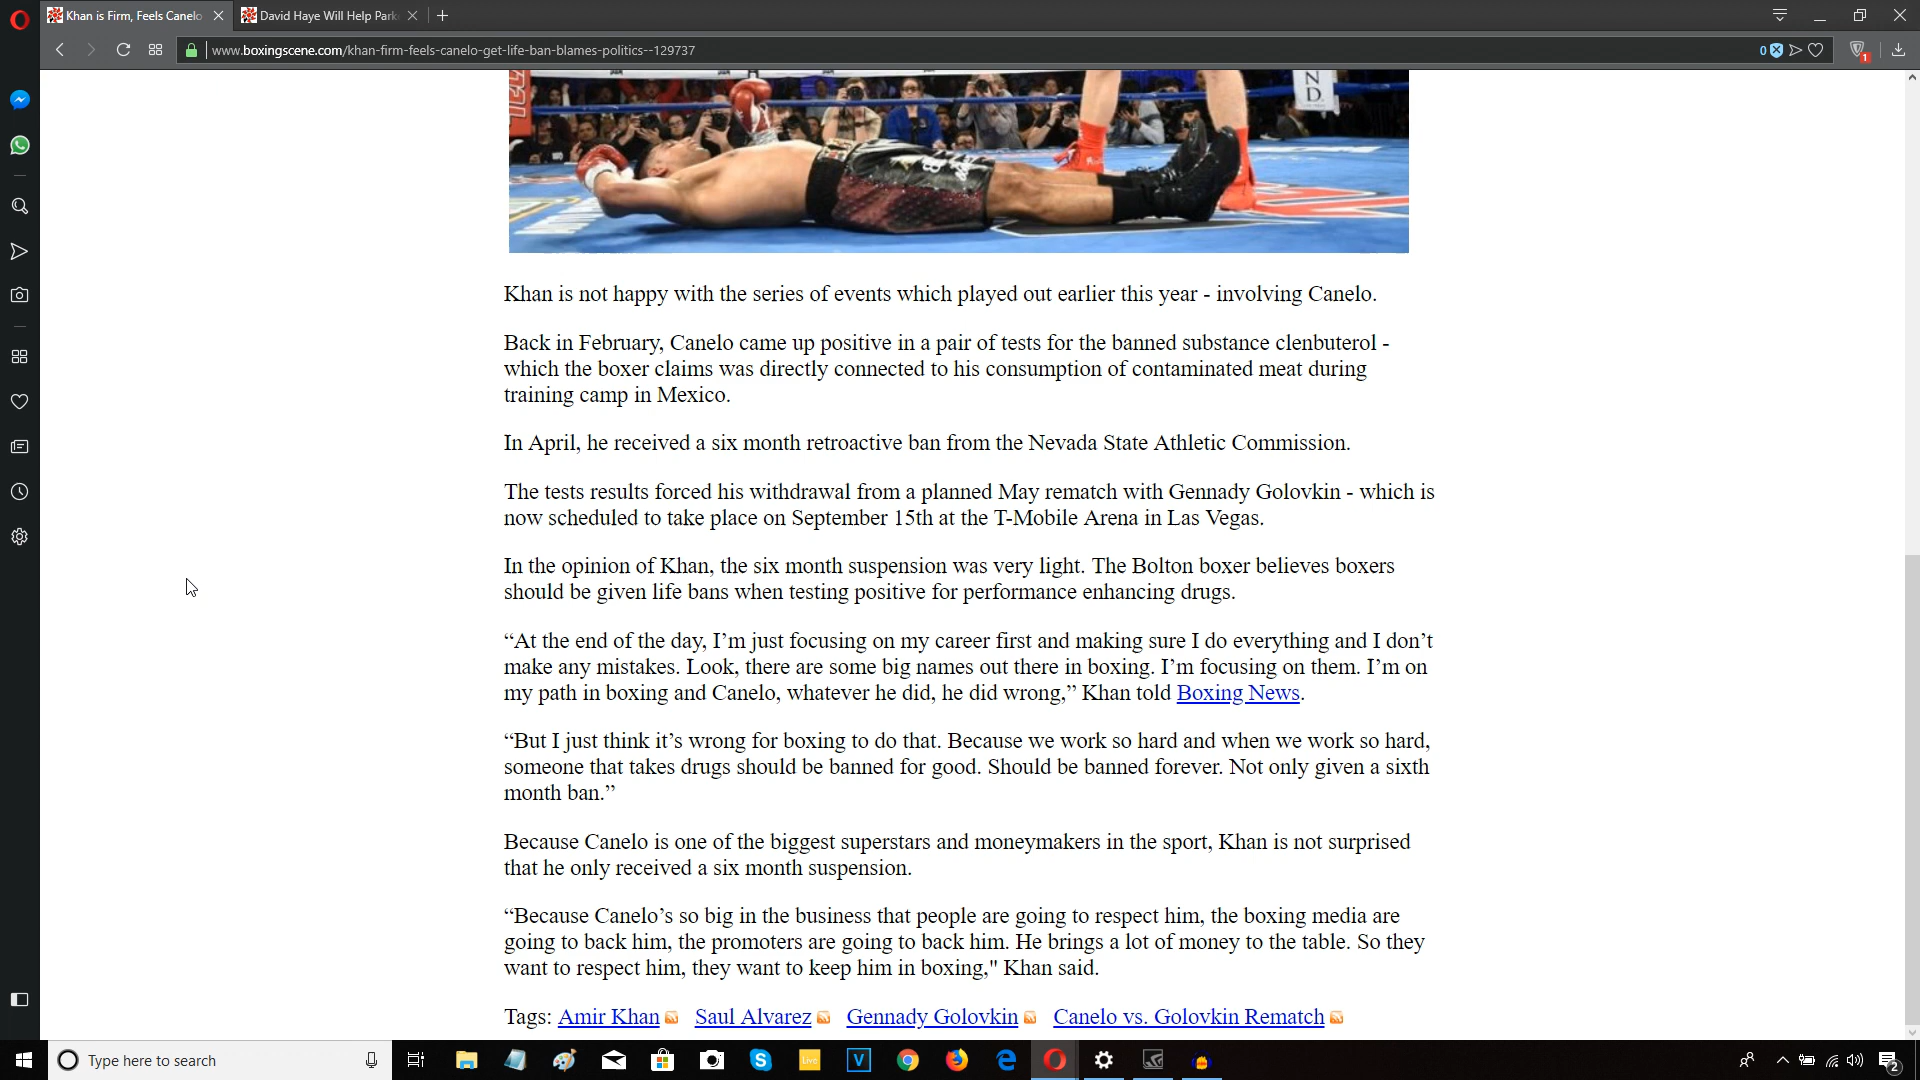 Khan is Firm, Feels Canelo
David Haye Will Help Park
www.boxingscene.com/khan-firm-feels-canelo-get-life-ban-blames-politics--129737
0
1
N
D.
Khan is not happy with the series of events which played out earlier this year - involving Canelo.
Back in February, Canelo came up positive in a pair of tests for the banned substance clenbuterol -
which the boxer claims was directly connected to his consumption of contaminated meat during
training camp in Mexico.
In April, he received a six month retroactive ban from the Nevada State Athletic Commission.
The tests results forced his withdrawal from a planned May rematch with Gennady Golovkin - which is
now scheduled to take place on September 15th at the T-Mobile Arena in Las Vegas.
In the opinion of Khan, the six month suspension was very light. The Bolton boxer believes boxers
should be given life bans when testing positive for performance enhancing drugs.
“At the end of the day, I’m just focusing on my career first and making sure I do everything and I don’t
make any mistakes. Look, there are some big names out there in boxing. I’m focusing on them. I’m on
my path in boxing and Canelo, whatever he did, he did wrong,” Khan told Boxing News.
“But I just think it’s wrong for boxing to do that. Because we work so hard and when we work so hard,
someone that takes drugs should be banned for good. Should be banned forever. Not only given a sixth
month ban.”
Because Canelo is one of the biggest superstars and moneymakers in the sport, Khan is not surprised
that he only received a six month suspension.
“Because Canelo’s so big in the business that people are going to respect him, the boxing media are
going to back him, the promoters are going to back him. He brings a lot of money to the table. So they
want to respect him, they want to keep him in boxing," Khan said.
Tags: Amir Khan Saul Alvarez Gennady Golovkin Canelo vs. Golovkin Rematch
Type here to search
2